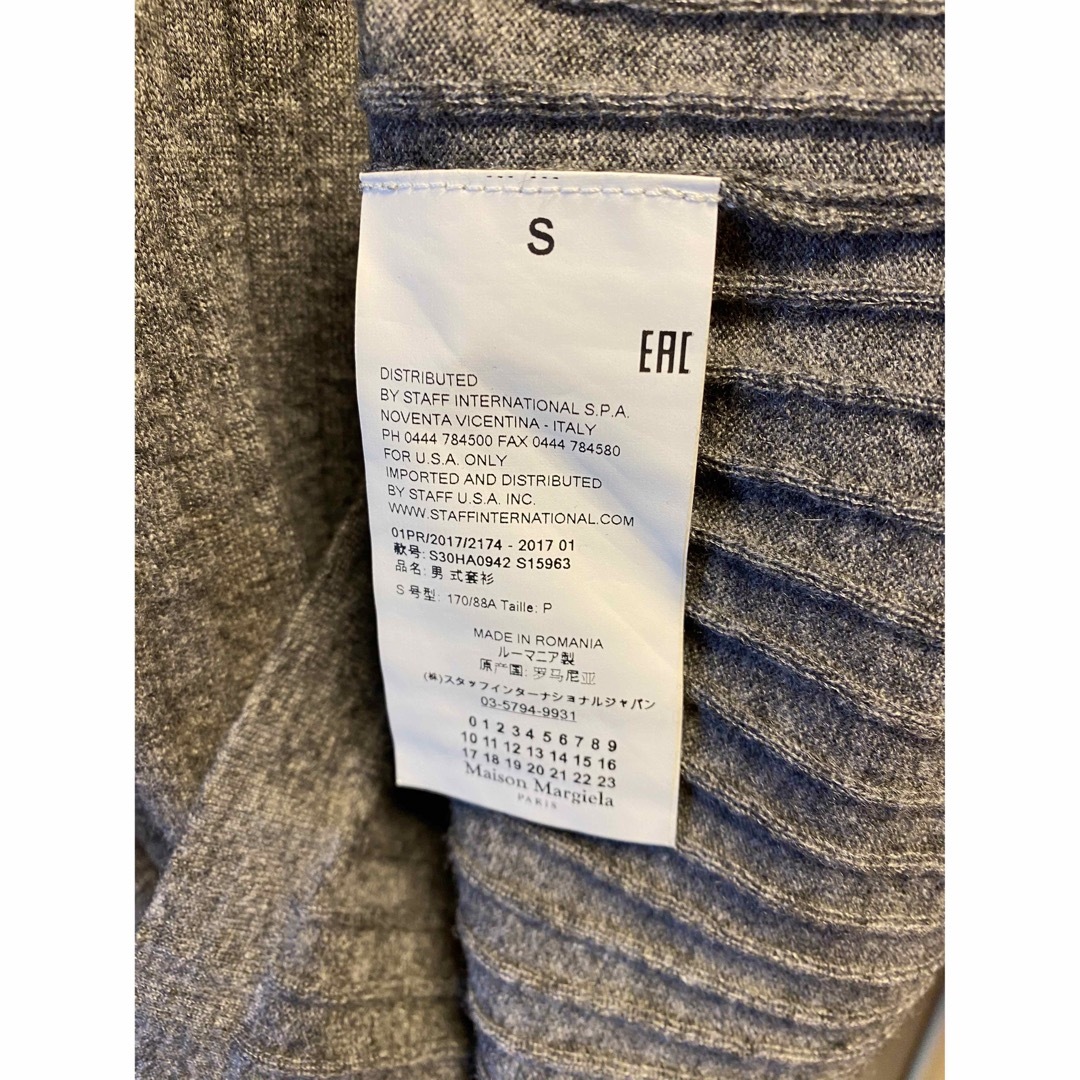 S
EAC
DISTRIBUTED
BY STAFF INTERNATIONAL S.P.A.
NOVENTA VICENTINA - ITALY
PH 0444 784500 FAX 0444 784580
FOR U.S.A. ONLY
IMPORTED AND DISTRIBUTED
BY STAFF U.S.A. INC.
WWW.STAFFINTERNATIONAL.COM
01PR/2017/2174 - 2017 01
款号: S30HA0942 S15963
品名: 男 式套衫
S 号型: 170/88A Taille: P
MADE IN ROMANIA
ルーマニア製
原产国: 罗马尼亚
(株)スタッフインターナショナルジャパン
03-5794-9931
0 1 2 3 4 5 6 7 8 9
10 11 12 13 14 15 16
17 18 19 20 21 22 23
Maison Margiela
PARIS